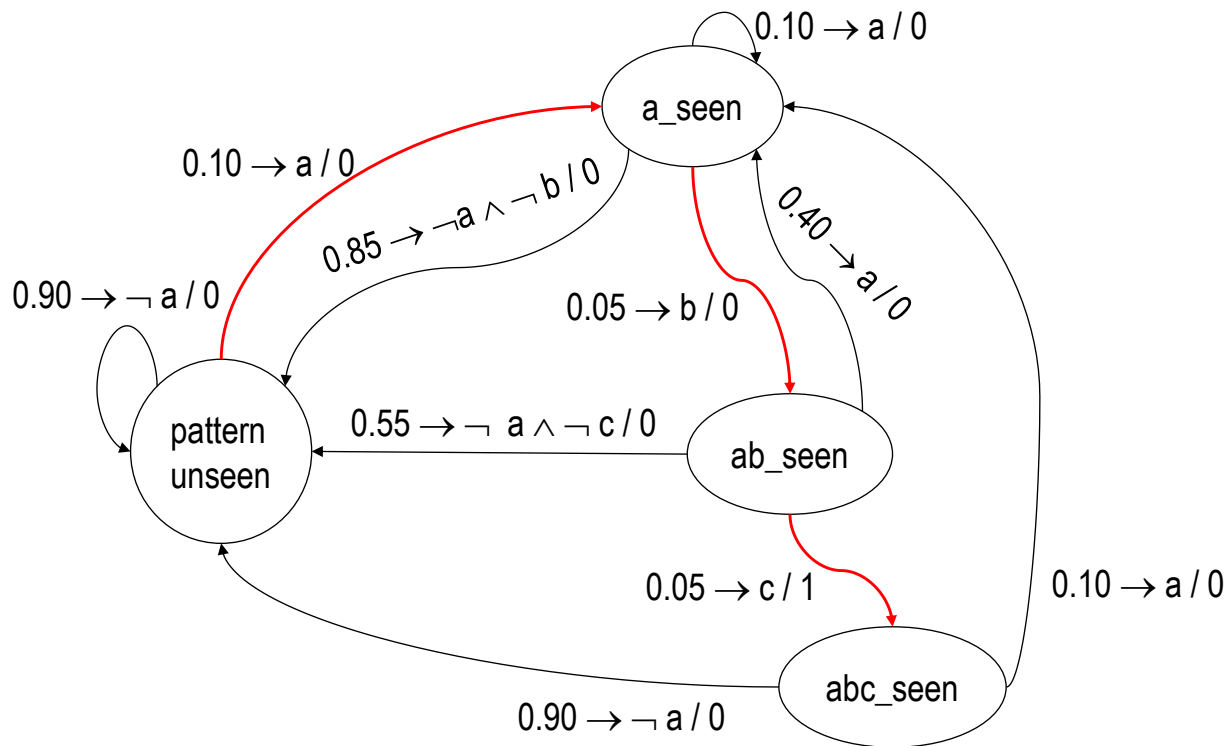 0.10 → a / 0
a_seen
0.10 → a / 0
0.85 → ¬a ∧ ¬ b / 0
0.40 → a / 0
0.90 → ¬ a / 0
0.05 → b / 0
pattern
unseen
0.55 → ¬ a ∧ ¬ c / 0
ab_seen
0.05 → c / 1
0.10 → a / 0
abc_seen
0.90 → ¬ a / 0